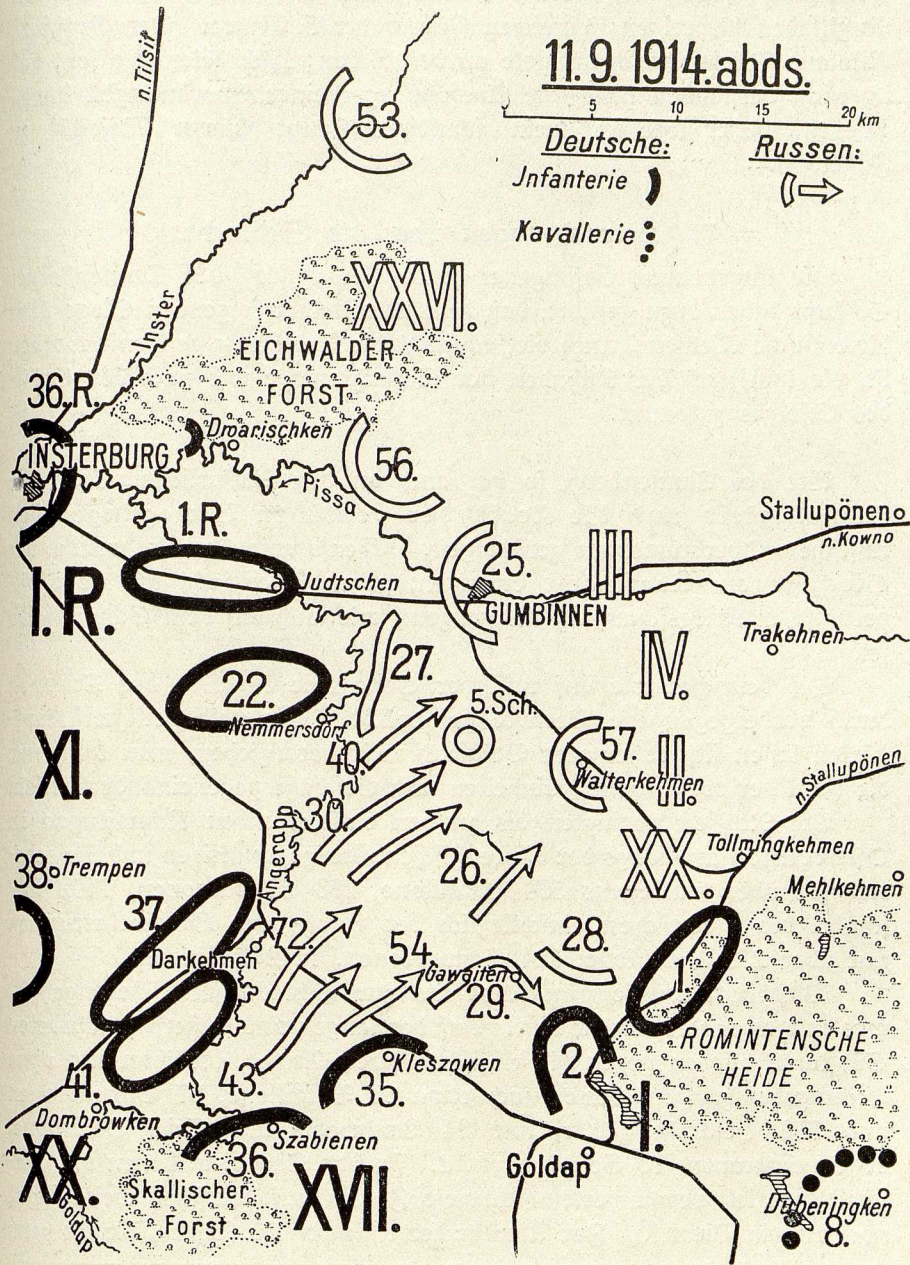 11.9.1914.abds.
5 10 15 20 km
Deutsche: Russen:
Jnfanterie
Kavallerie
n.Tilsit
53.
XXVI.
Inster
EICHWALDER
FORST
36.R.
Dwarischken
INSTERBURG
56.
Pissa
Stallupönen
n.Kowno
1.R.
25.
III.
Judtschen
GUMBINNEN
I.R.
Trakehnen
27.
IV.
22.
5.Sch.
Nemmersdorf
57.
40.
XI.
Walterkehmen
II.
n.Stallupönen
30.
Angerapp
Tollmingkehmen
26.
XX.
38. Trempen
Mehlkehmen
37.
72.
28.
54.
Darkehmen
Gawaiten
1.
29.
ROMINTENSCHE
HEIDE
Kleszowen
2.
41.
43.
35.
Dombrowken
I.
Szabienen
36.
XX.
Goldap
Skallischer
Forst
XVII.
Goldap
Dubeningken
8.